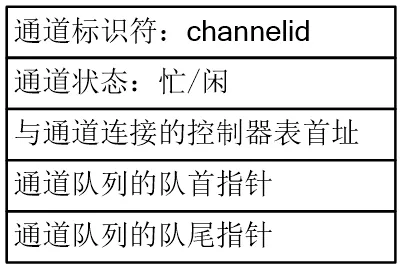 通道标识符：channelid
通道状态：忙/闲
与通道连接的控制器表首址
通道队列的队首指针
通道队列的队尾指针